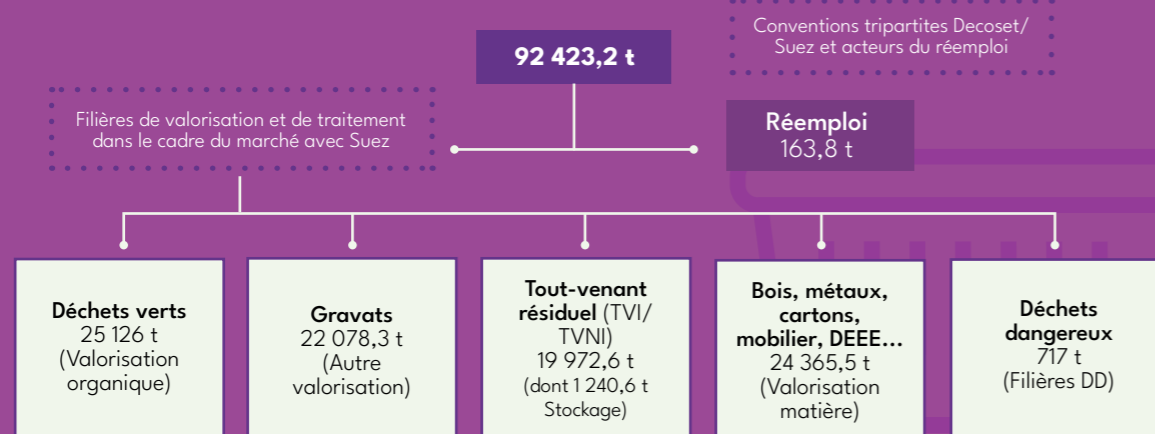 Conventions tripartites Decoset/
Suez et acteurs du réemploi
92 423,2 t
Filières de valorisation et de traitement
dans le cadre du marché avec Suez
Réemploi
163,8 t
Déchets verts
25 126 t
(Valorisation
organique)
Gravats
22 078,3 t
(Autre
valorisation)
Tout-venant
résiduel (TVI/
TVNI)
19 972,6 t
(dont 1 240,6 t
Stockage)
Bois, métaux,
cartons,
mobilier, DEEE...
24 365,5 t
(Valorisation
matière)
Déchets
dangereux
717 t
(Filières DD)